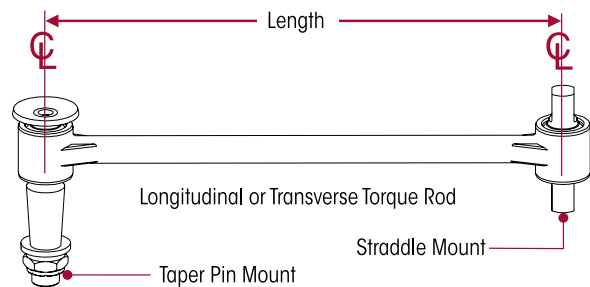 Length
CL
CL
Longitudinal or Transverse Torque Rod
Straddle Mount
Taper Pin Mount